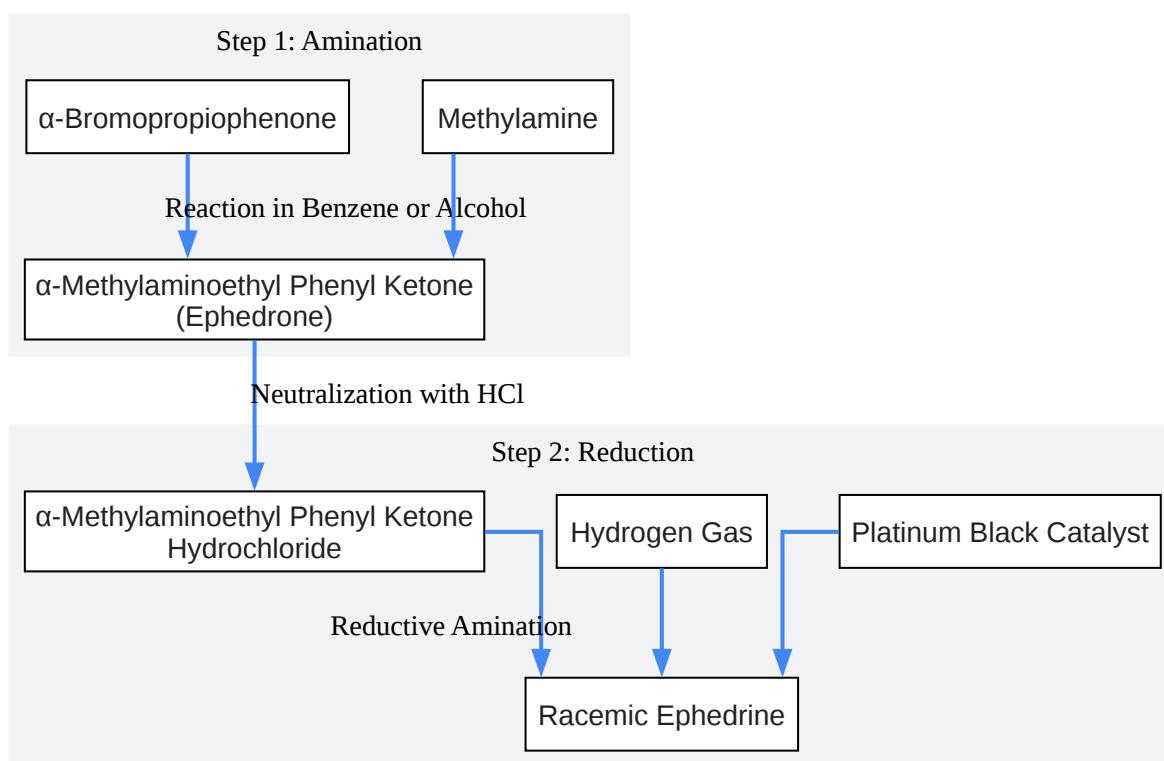 Step 1: Amination
α-Bromopropiophenone
Methylamine
Reaction in Benzene or Alcohol
α-Methylaminoethyl Phenyl Ketone
(Ephedrone)
Neutralization with HCl
Step 2: Reduction
α-Methylaminoethyl Phenyl Ketone
Hydrochloride
Hydrogen Gas
Platinum Black Catalyst
Reductive Amination
Racemic Ephedrine